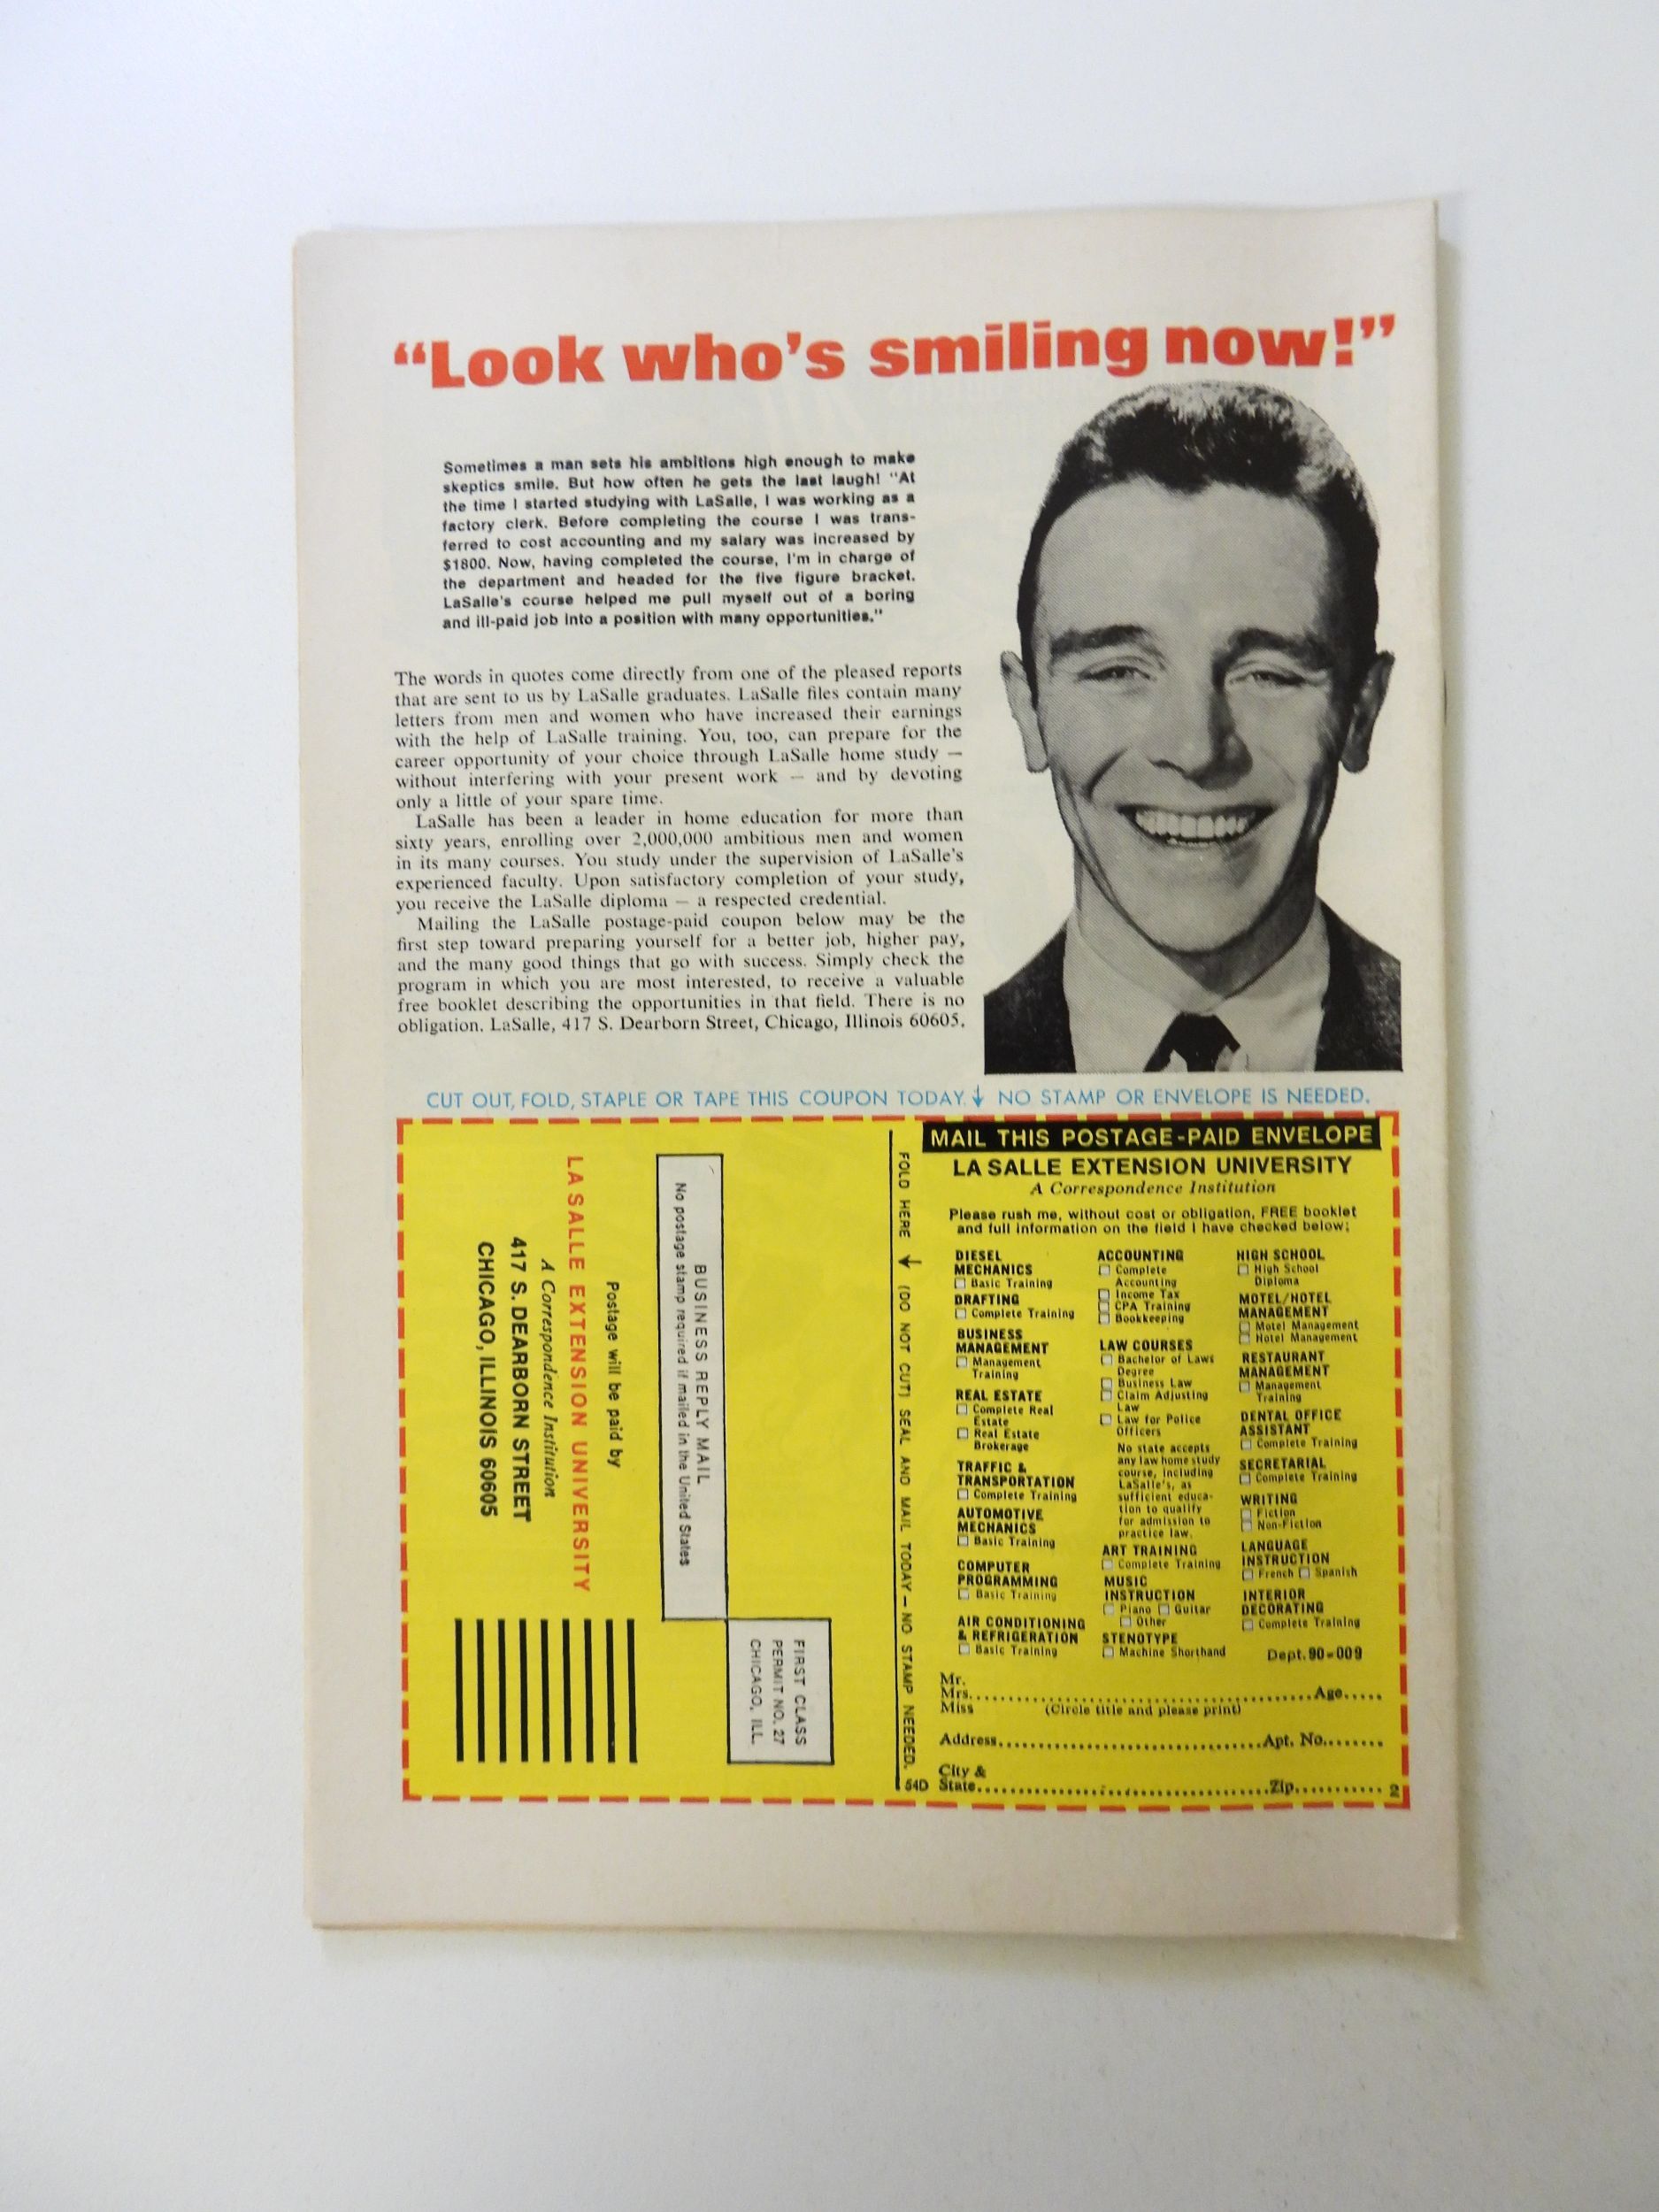 “Look who's smiling now!”
Sometimes a man sets his ambitions high enough to make
skeptics smile. But how often he gets the last laugh! "At
the time I started studying with LaSalle, I was working as a
factory clerk. Before completing the course I was trans-
ferred to cost accounting and my salary was increased by
$1800. Now, having completed the course, I'm in charge of
the department and headed for the five figure bracket.
LaSalle's course helped me pull myself out of a boring
and ill-paid job into a position with many opportunities."
The words in quotes come directly from one of the pleased reports
that are sent to us by LaSalle graduates. LaSalle files contain many
letters from men and women who have increased their earnings
with the help of LaSalle training. You, too, can prepare for the
career opportunity of your choice through LaSalle home study —
without interfering with your present work — and by devoting
only a little of your spare time.
LaSalle has been a leader in home education for more than
sixty years, enrolling over 2,000,000 ambitious men and women
in its many courses. You study under the supervision of LaSalle's
experienced faculty. Upon satisfactory completion of your study,
you receive the LaSalle diploma — a respected credential.
Mailing the LaSalle postage-paid coupon below may be the
first step toward preparing yourself for a better job, higher pay,
and the many good things that go with success. Simply check the
program in which you are most interested, to receive a valuable
free booklet describing the opportunities in that field. There is no
obligation. LaSalle, 417 S. Dearborn Street, Chicago, Illinois 60605.
CUT OUT, FOLD, STAPLE OR TAPE THIS COUPON TODAY. ↓ NO STAMP OR ENVELOPE IS NEEDED.
FIRST CLASS
PERMIT NO. 27
CHICAGO, ILL.
BUSINESS REPLY MAIL
No postage stamp required if mailed in the United States
Postage will be paid by
LA SALLE EXTENSION UNIVERSITY
A Correspondence Institution
417 S. DEARBORN STREET
CHICAGO, ILLINOIS 60605
FOLD HERE → (DO NOT CUT) SEAL AND MAIL TODAY — NO STAMP NEEDED.
54D
MAIL THIS POSTAGE-PAID ENVELOPE
LA SALLE EXTENSION UNIVERSITY
A Correspondence Institution
Please rush me, without cost or obligation, FREE booklet
and full information on the field I have checked below:
DIESEL
MECHANICS
☐ Basic Training
DRAFTING
☐ Complete Training
BUSINESS
MANAGEMENT
☐ Management
Training
REAL ESTATE
☐ Complete Real
Estate
☐ Real Estate
Brokerage
TRAFFIC &
TRANSPORTATION
☐ Complete Training
AUTOMOTIVE
MECHANICS
☐ Basic Training
COMPUTER
PROGRAMMING
☐ Basic Training
AIR CONDITIONING
& REFRIGERATION
☐ Basic Training
ACCOUNTING
☐ Complete
Accounting
☐ Income Tax
☐ CPA Training
☐ Bookkeeping
LAW COURSES
☐ Bachelor of Laws
Degree
☐ Business Law
☐ Claim Adjusting
Law
☐ Law for Police
Officers
No state accepts
any law home study
course, including
LaSalle's, as
sufficient educa-
tion to qualify
for admission to
practice law.
ART TRAINING
☐ Complete Training
MUSIC
INSTRUCTION
☐ Piano ☐ Guitar
☐ Other
STENOTYPE
☐ Machine Shorthand
HIGH SCHOOL
☐ High School
Diploma
MOTEL/HOTEL
MANAGEMENT
☐ Motel Management
☐ Hotel Management
RESTAURANT
MANAGEMENT
☐ Management
Training
DENTAL OFFICE
ASSISTANT
☐ Complete Training
SECRETARIAL
☐ Complete Training
WRITING
☐ Fiction
☐ Non-Fiction
LANGUAGE
INSTRUCTION
☐ French ☐ Spanish
INTERIOR
DECORATING
☐ Complete Training
Dept. 90-009
Mr.
Mrs. Age
Miss (Circle title and please print)
Address Apt. No.
City &
State Zip 2